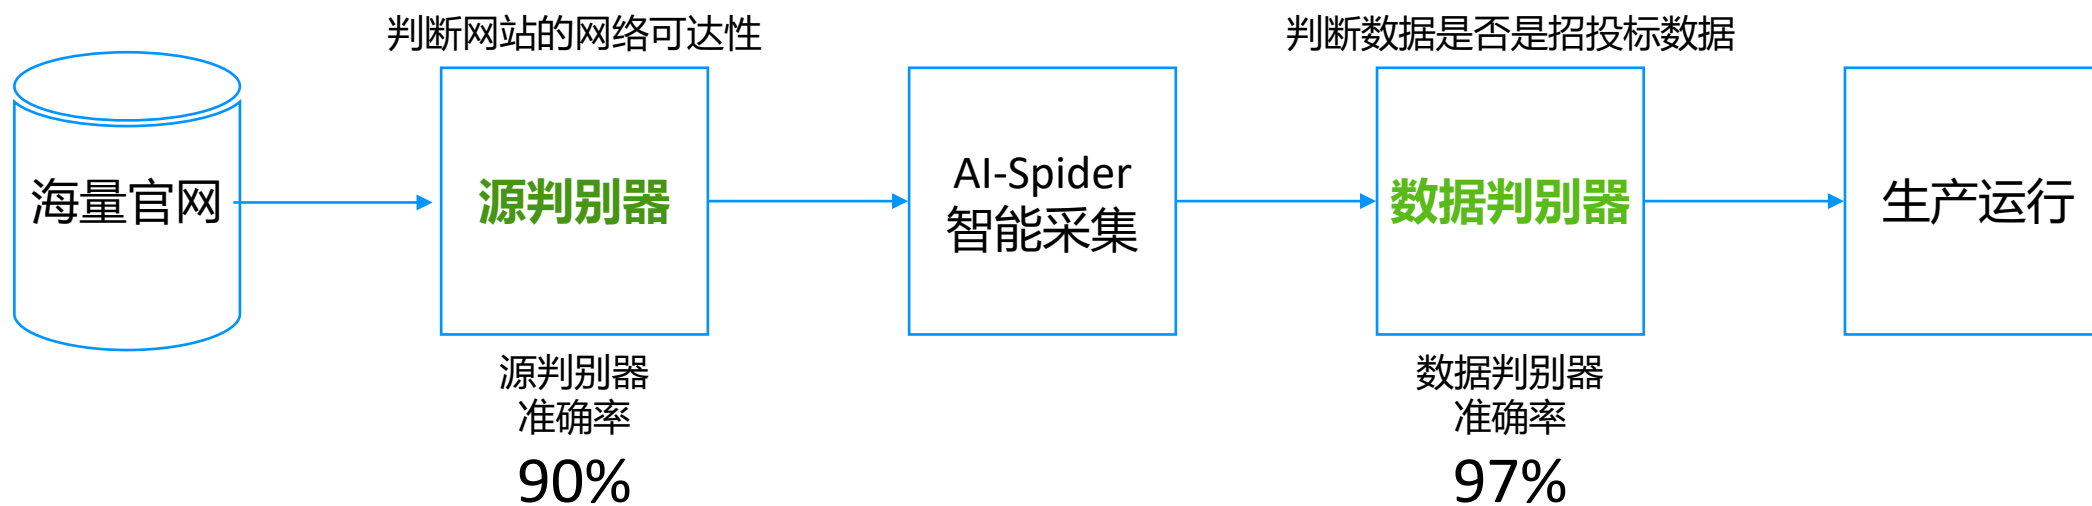 判断网站的网络可达性
判断数据是否是招投标数据
海量官网
源判别器
AI-Spider
智能采集
数据判别器
生产运行
源判别器
准确率
90%
数据判别器
准确率
97%